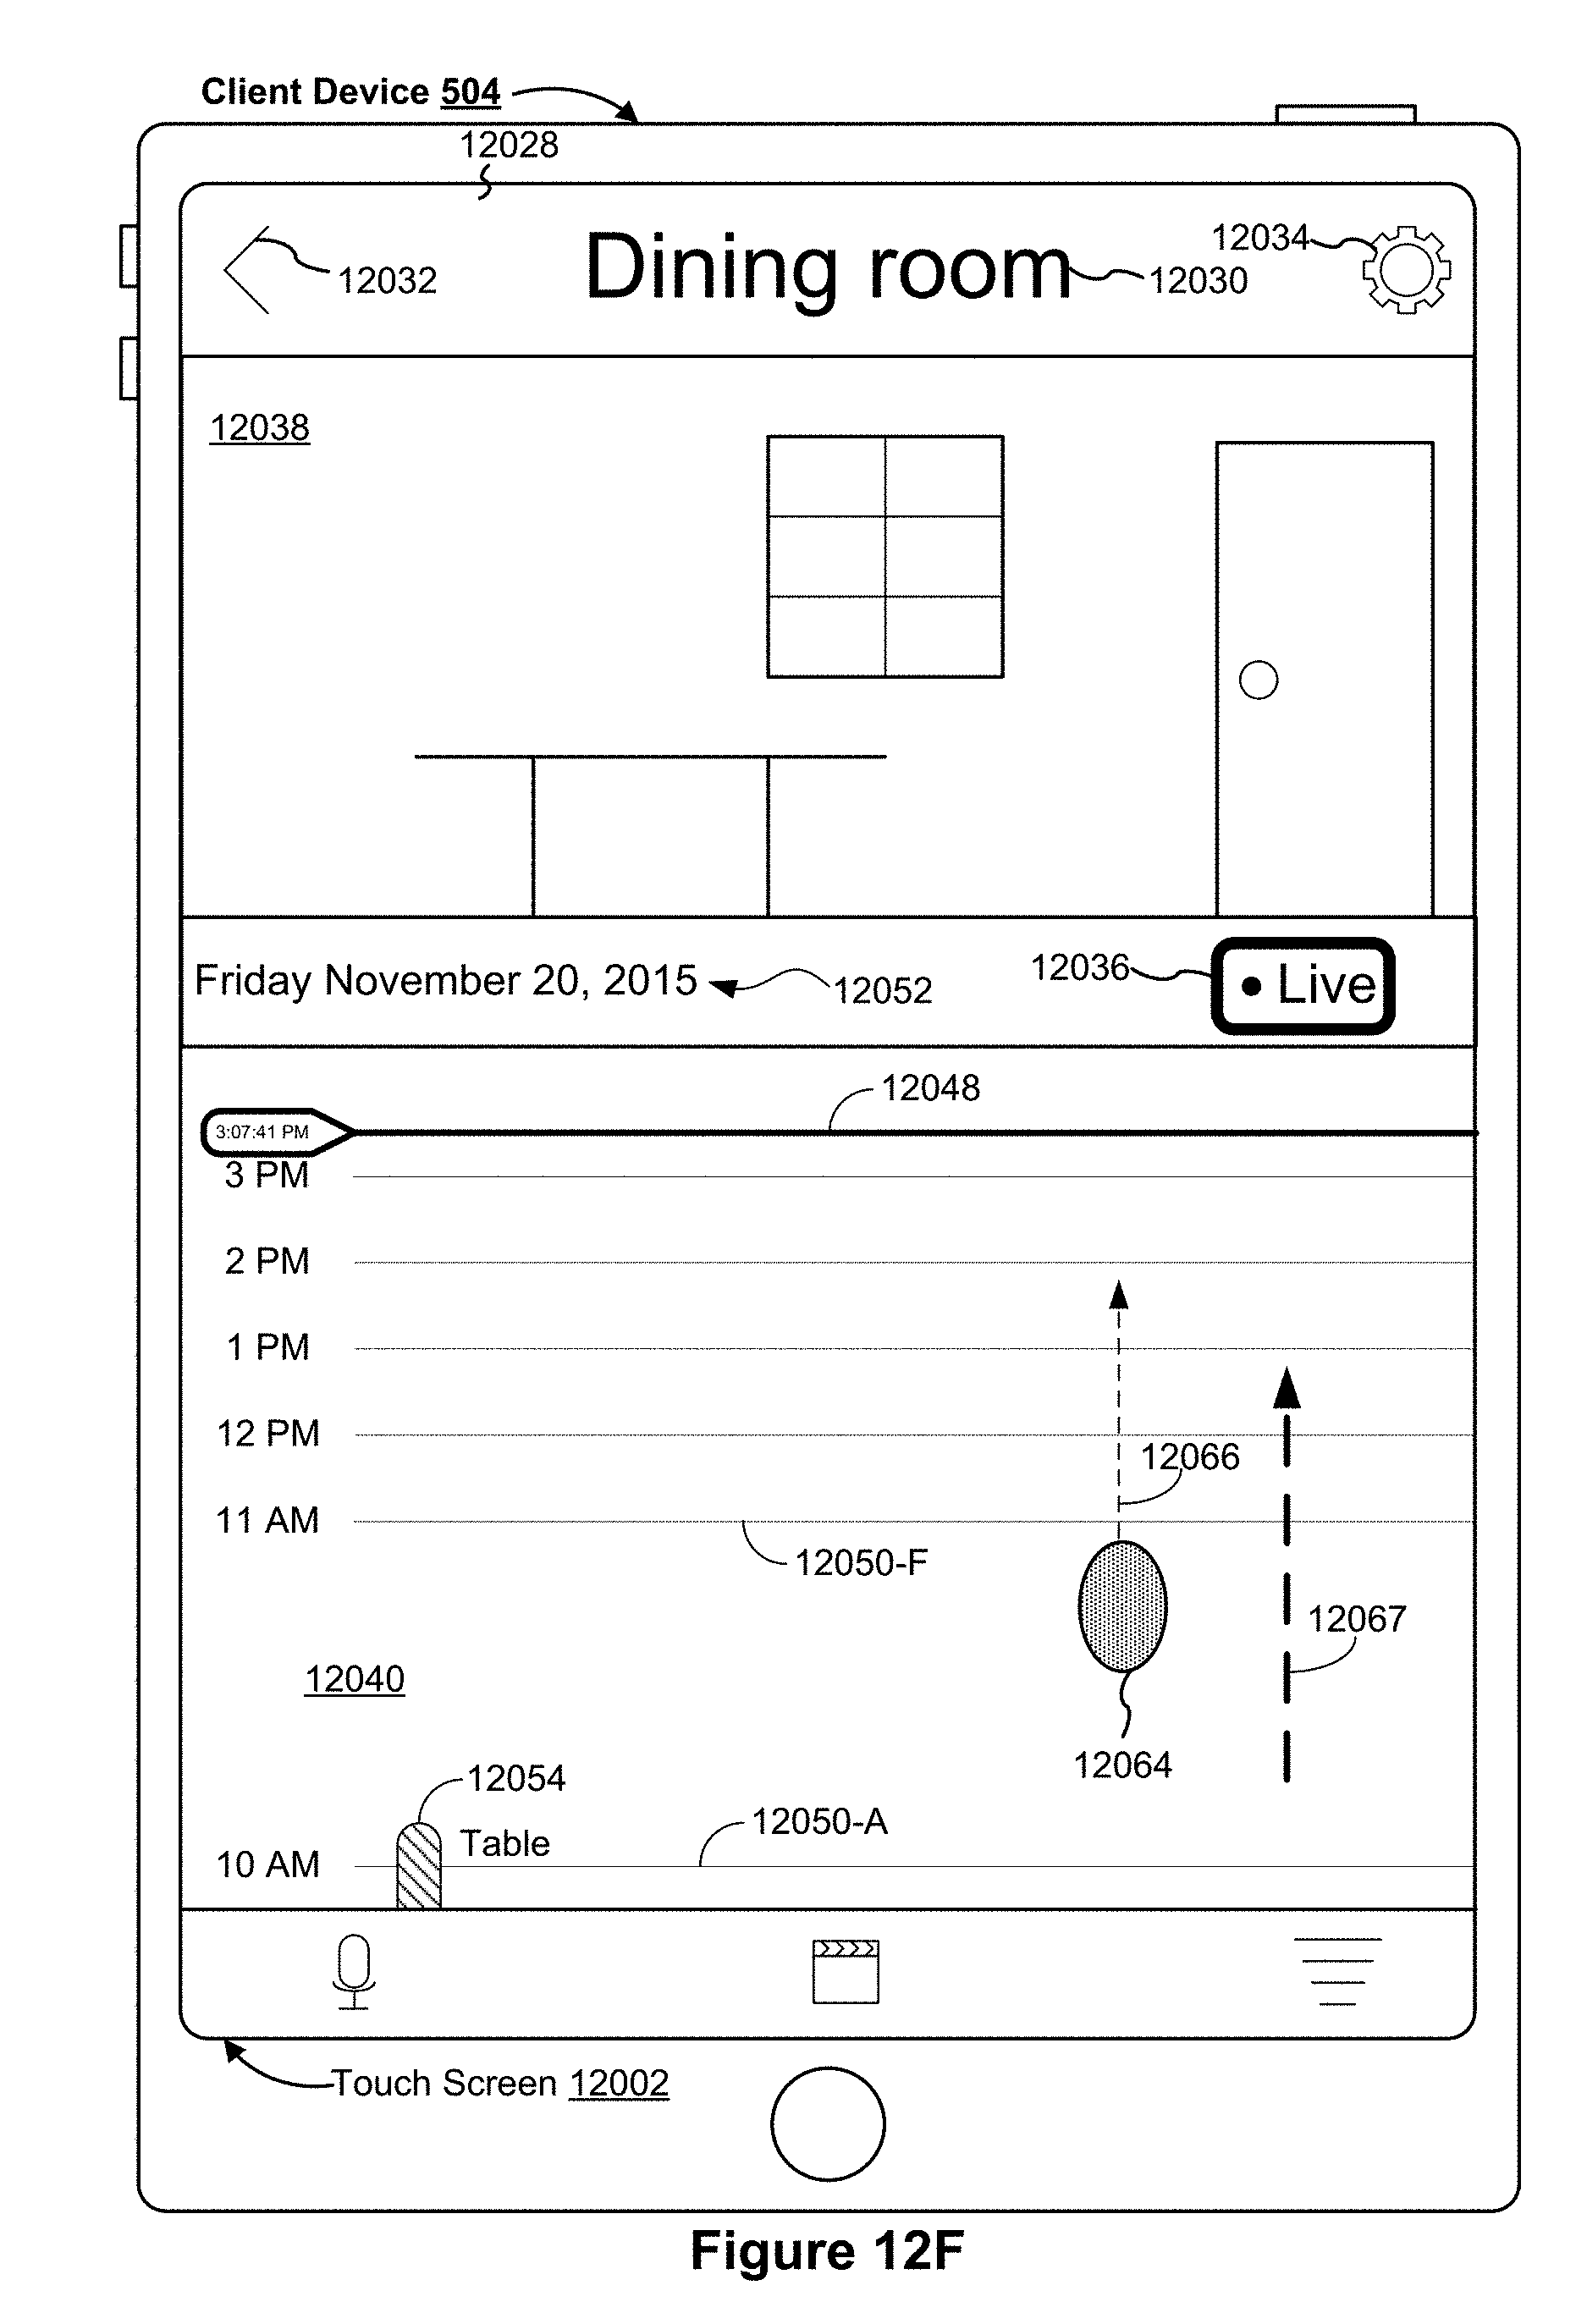 Client Device 504
12028
12034
12032
Dining room
12030
12038
Friday November 20, 2015
12052
12036
• Live
12048
3:07:41 PM
3 PM
2 PM
1 PM
12 PM
12066
11 AM
12050-F
12067
12040
12064
12054
12050-A
Table
10 AM
Touch Screen 12002
Figure 12F